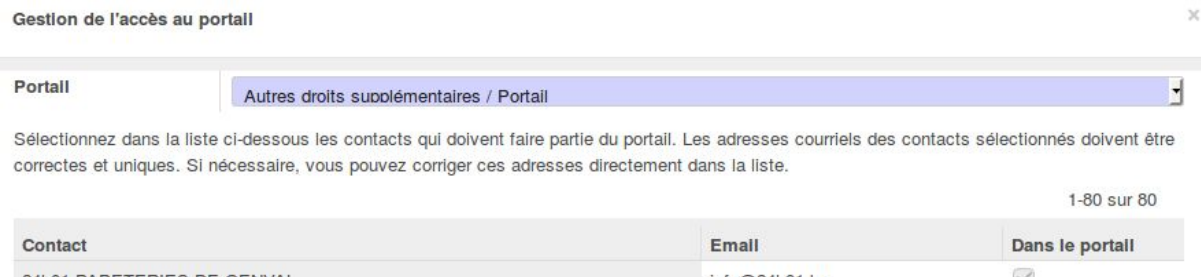 Gestion de l'accès au portail
×
Portail
Autres droits supplémentaires / Portail
Sélectionnez dans la liste ci-dessous les contacts qui doivent faire partie du portail. Les adresses courriels des contacts sélectionnés doivent être
correctes et uniques. Si nécessaire, vous pouvez corriger ces adresses directement dans la liste.
1-80 sur 80
Contact Email Dans le portail